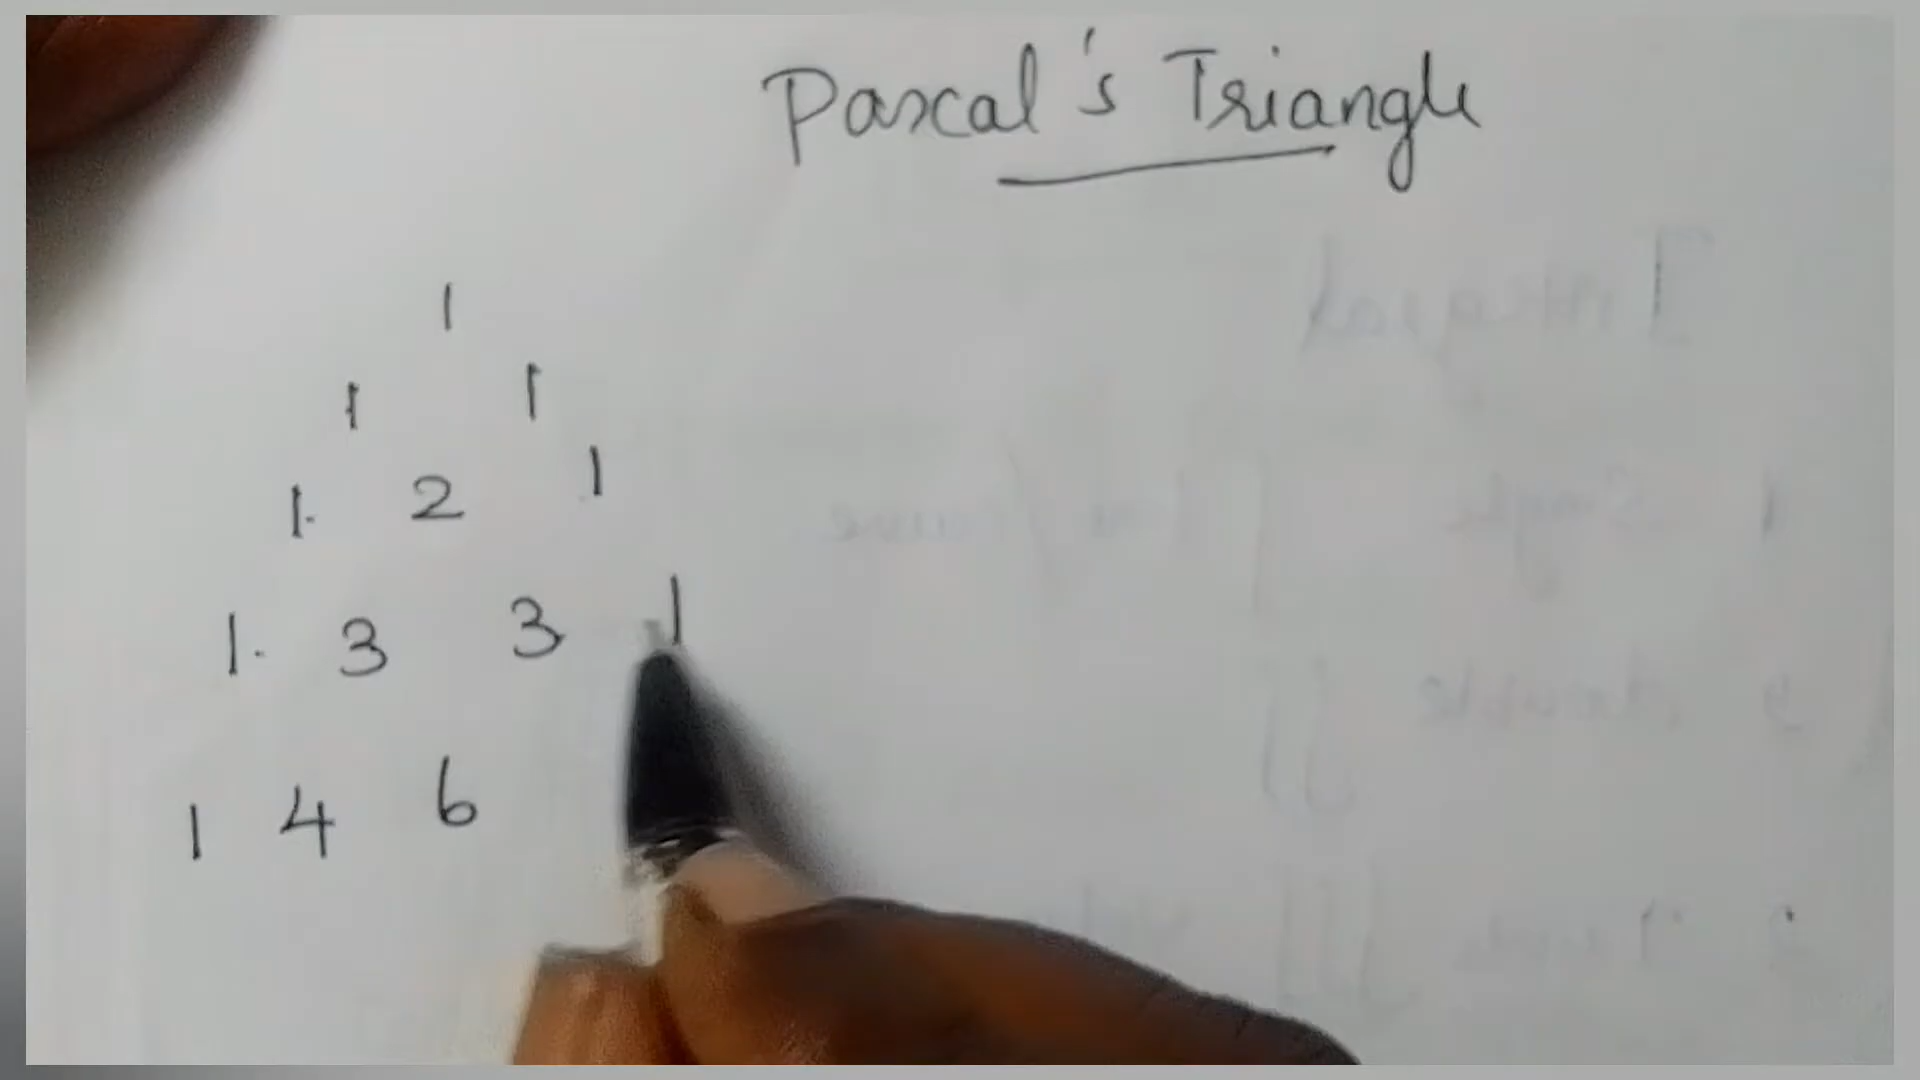 Pascal's Triangle
1
1 1
1. 2 1
1. 3 3 1
1 4 6